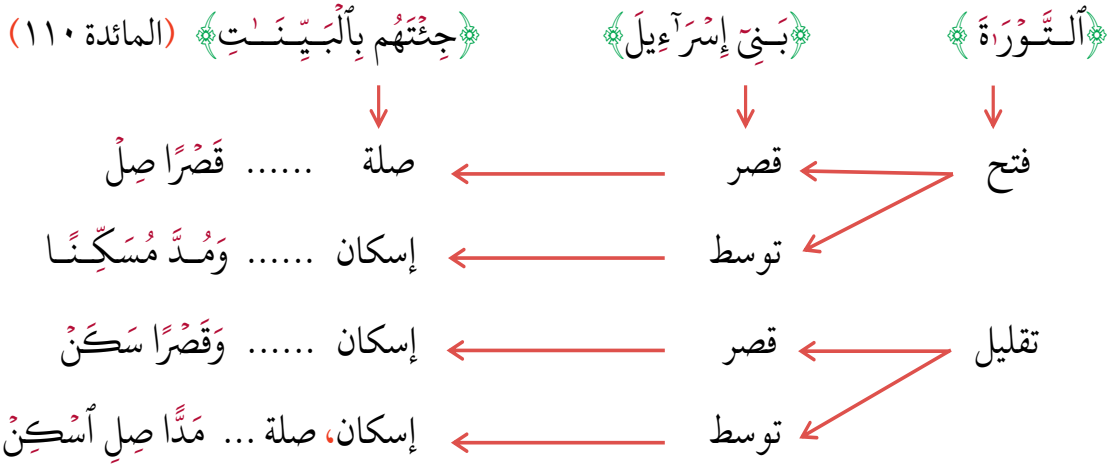 ﴿ٱلتَّوْرَىٰةَ﴾ ﴿بَنِىٓ إِسْرَٰٓءِيلَ﴾ ﴿جِئْتَهُم بِٱلْبَيِّنَـٰتِ﴾ (المائدة ١١٠)
فتح قصر صلة ...... قَصْرًا صِلْ
توسط إسكان ...... وَمُدَّ مُسَكِّنًا
تقليل قصر إسكان ...... وَقَصْرًا سَكَنْ
توسط إسكان، صلة ... مَدًّا صِلِ ٱسْكِنْ